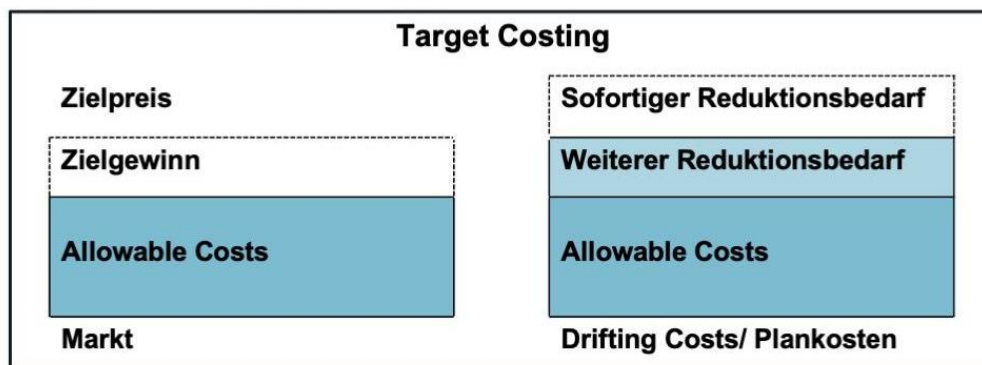 Target Costing
Zielpreis
Sofortiger Reduktionsbedarf
Zielgewinn
Weiterer Reduktionsbedarf
Allowable Costs
Allowable Costs
Markt
Drifting Costs/ Plankosten